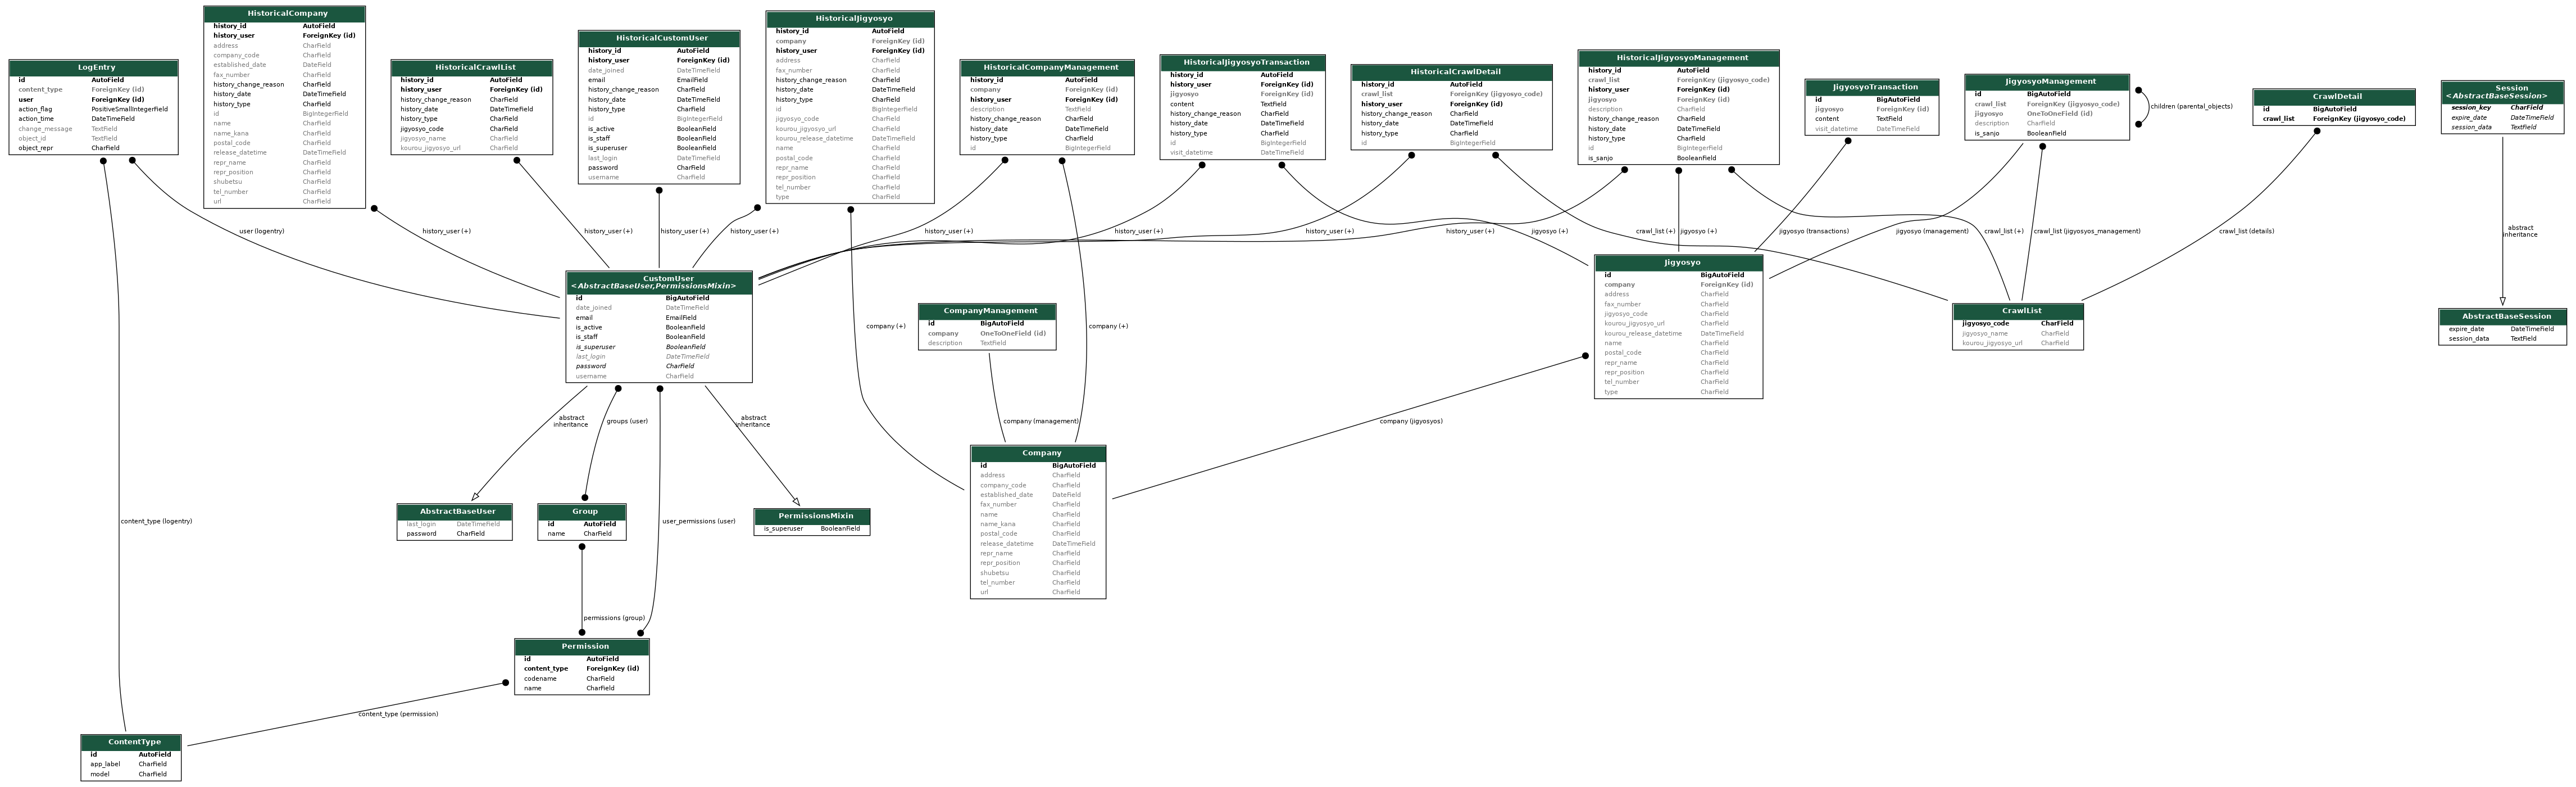 LogEntry
id AutoField
content_type ForeignKey (id)
user ForeignKey (id)
action_flag PositiveSmallIntegerField
action_time DateTimeField
change_message TextField
object_id TextField
object_repr CharField
HistoricalCompany
history_id AutoField
history_user ForeignKey (id)
address CharField
company_code CharField
established_date DateField
fax_number CharField
history_change_reason CharField
history_date DateTimeField
history_type CharField
id BigIntegerField
name CharField
name_kana CharField
postal_code CharField
release_datetime DateTimeField
repr_name CharField
repr_position CharField
shubetsu CharField
tel_number CharField
url CharField
HistoricalCrawlList
history_id AutoField
history_user ForeignKey (id)
history_change_reason CharField
history_date DateTimeField
history_type CharField
jigyosyo_code CharField
jigyosyo_name CharField
kourou_jigyosyo_url CharField
HistoricalCustomUser
history_id AutoField
history_user ForeignKey (id)
date_joined DateTimeField
email EmailField
history_change_reason CharField
history_date DateTimeField
history_type CharField
id BigIntegerField
is_active BooleanField
is_staff BooleanField
is_superuser BooleanField
last_login DateTimeField
password CharField
username CharField
HistoricalJigyosyo
history_id AutoField
company ForeignKey (id)
history_user ForeignKey (id)
address CharField
fax_number CharField
history_change_reason CharField
history_date DateTimeField
history_type CharField
id BigIntegerField
jigyosyo_code CharField
kourou_jigyosyo_url CharField
kourou_release_datetime DateTimeField
name CharField
postal_code CharField
repr_name CharField
repr_position CharField
tel_number CharField
type CharField
HistoricalCompanyManagement
history_id AutoField
company ForeignKey (id)
history_user ForeignKey (id)
description TextField
history_change_reason CharField
history_date DateTimeField
history_type CharField
id BigIntegerField
HistoricalJigyosyoTransaction
history_id AutoField
history_user ForeignKey (id)
jigyosyo ForeignKey (id)
content TextField
history_change_reason CharField
history_date DateTimeField
history_type CharField
id BigIntegerField
visit_datetime DateTimeField
HistoricalCrawlDetail
history_id AutoField
crawl_list ForeignKey (jigyosyo_code)
history_user ForeignKey (id)
history_change_reason CharField
history_date DateTimeField
history_type CharField
id BigIntegerField
HistoricalJigyosyoManagement
history_id AutoField
crawl_list ForeignKey (jigyosyo_code)
history_user ForeignKey (id)
jigyosyo ForeignKey (id)
description CharField
history_change_reason CharField
history_date DateTimeField
history_type CharField
id BigIntegerField
is_sanjo BooleanField
JigyosyoTransaction
id BigAutoField
jigyosyo ForeignKey (id)
content TextField
visit_datetime DateTimeField
JigyosyoManagement
id BigAutoField
crawl_list ForeignKey (jigyosyo_code)
jigyosyo OneToOneField (id)
description CharField
is_sanjo BooleanField
children (parental_objects)
CrawlDetail
id BigAutoField
crawl_list ForeignKey (jigyosyo_code)
Session
<AbstractBaseSession>
session_key CharField
expire_date DateTimeField
session_data TextField
user (logentry)
history_user (+)
history_user (+)
history_user (+)
history_user (+)
history_user (+)
history_user (+)
history_user (+)
history_user (+)
jigyosyo (+)
crawl_list (+)
jigyosyo (+)
jigyosyo (transactions)
jigyosyo (management)
crawl_list (+)
crawl_list (jigyosyos_management)
crawl_list (details)
abstract
inheritance
CustomUser
<AbstractBaseUser,PermissionsMixin>
id BigAutoField
date_joined DateTimeField
email EmailField
is_active BooleanField
is_staff BooleanField
is_superuser BooleanField
last_login DateTimeField
password CharField
username CharField
company (+)
CompanyManagement
id BigAutoField
company OneToOneField (id)
description TextField
company (+)
Jigyosyo
id BigAutoField
company ForeignKey (id)
address CharField
fax_number CharField
jigyosyo_code CharField
kourou_jigyosyo_url CharField
kourou_release_datetime DateTimeField
name CharField
postal_code CharField
repr_name CharField
repr_position CharField
tel_number CharField
type CharField
CrawlList
jigyosyo_code CharField
jigyosyo_name CharField
kourou_jigyosyo_url CharField
AbstractBaseSession
expire_date DateTimeField
session_data TextField
abstract
inheritance
groups (user)
abstract
inheritance
company (management)
company (jigyosyos)
Company
id BigAutoField
address CharField
company_code CharField
established_date DateField
fax_number CharField
name CharField
name_kana CharField
postal_code CharField
release_datetime DateTimeField
repr_name CharField
repr_position CharField
shubetsu CharField
tel_number CharField
url CharField
content_type (logentry)
AbstractBaseUser
last_login DateTimeField
password CharField
Group
id AutoField
name CharField
user_permissions (user)
PermissionsMixin
is_superuser BooleanField
permissions (group)
Permission
id AutoField
content_type ForeignKey (id)
codename CharField
name CharField
content_type (permission)
ContentType
id AutoField
app_label CharField
model CharField